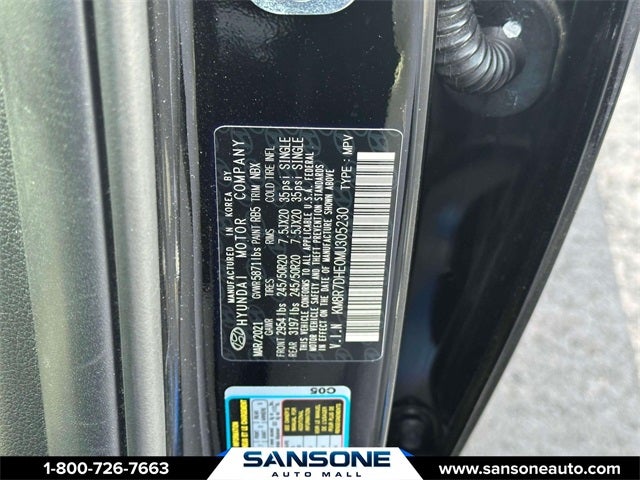 MANUFACTURED IN KOREA BY
HYUNDAI MOTOR COMPANY
MAR/2021 GVWR 5871lbs PAINT RB5 TRIM NBX
GAWR TIRES RIMS COLD TIRE INFL.
FRONT 2954 lbs 245/50R20 7.5JX20 35psi SINGLE
REAR 3197 lbs 245/50R20 7.5JX20 35psi SINGLE
THIS VEHICLE CONFORMS TO ALL APPLICABLE U.S.A. FEDERAL
MOTOR VEHICLE SAFETY, BUMPER, AND THEFT PREVENTION STANDARDS
IN EFFECT ON THE DATE OF MANUFACTURE SHOWN ABOVE
V.I.N KM8R7DHE0MU305230 TYPE : MPV
C05
SANSONE
AUTO MALL
1-800-726-7663
www.sansoneauto.com